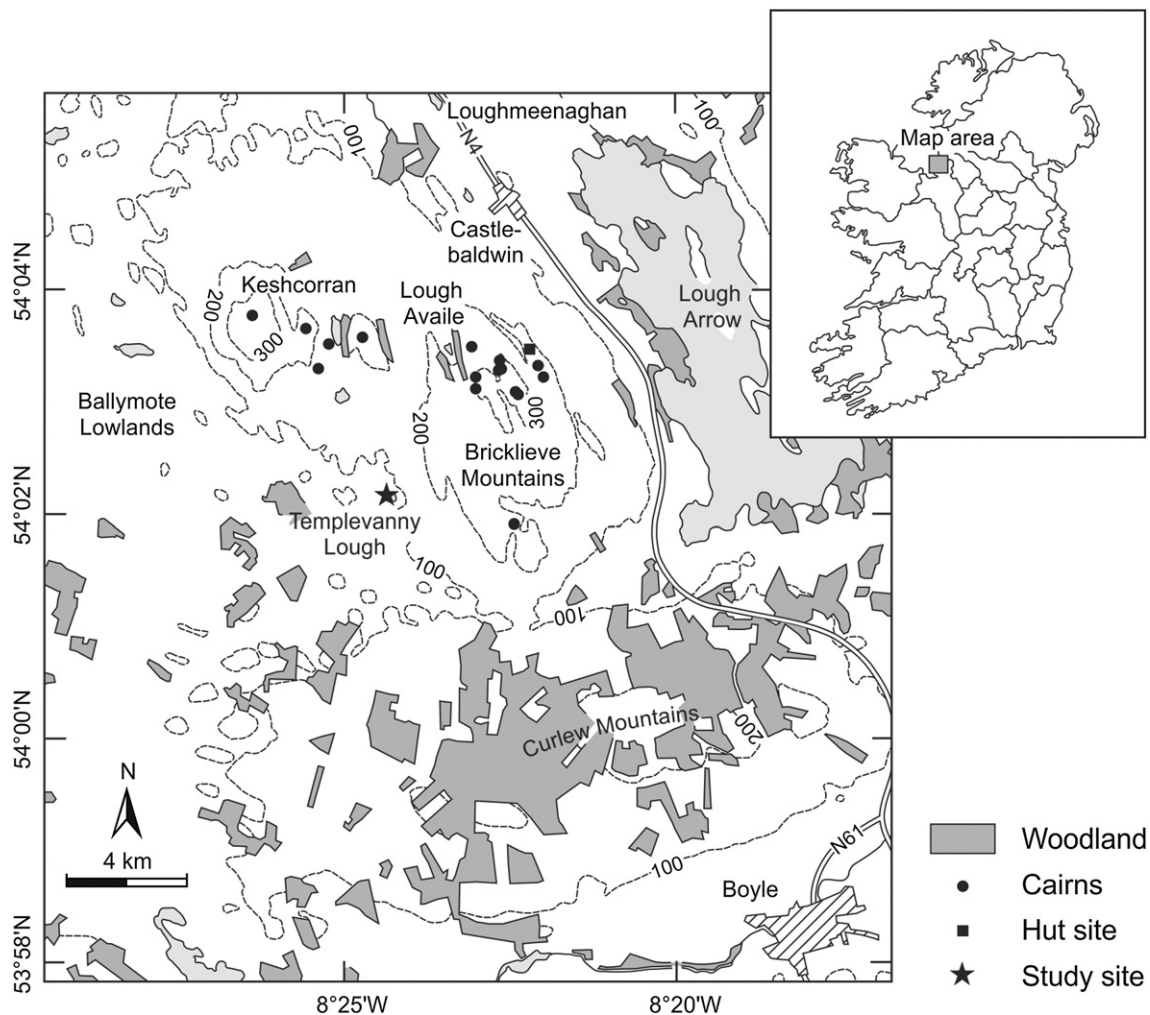 Loughmeenaghan
100
100
N4
Map area
Castle-
baldwin
54°04'N
Keshcorran
200
300
Lough
Availe
Lough
Arrow
Ballymote
Lowlands
200
300
Bricklieve
Mountains
54°02'N
Templevanny
Lough
100
100
54°00'N
Curlew Mountains
200
N
4 km
100
N61
Boyle
53°58'N
8°25'W
8°20'W
Woodland
Cairns
Hut site
Study site